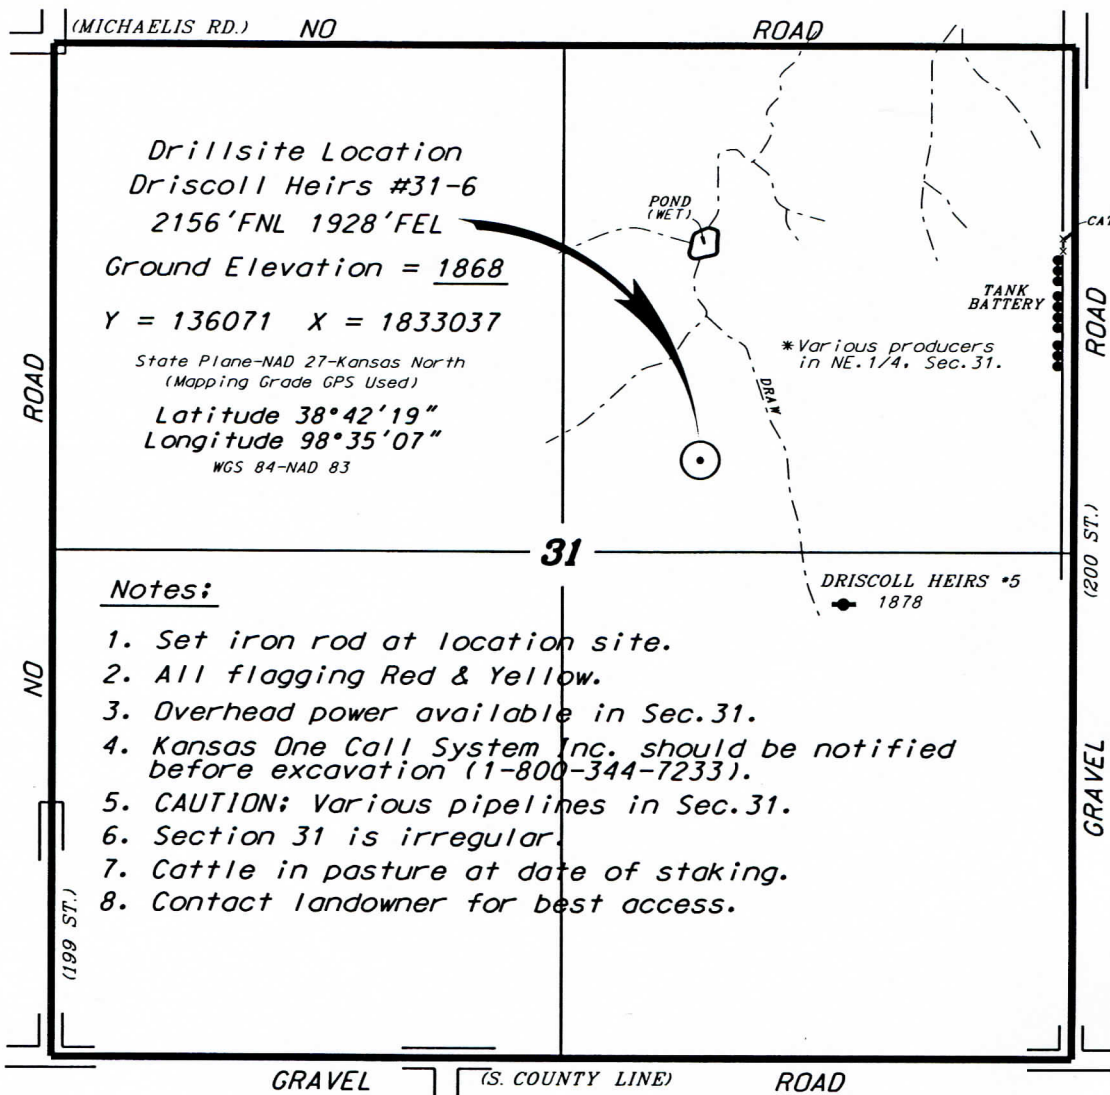 (MICHAELIS RD.) NO ROAD
Drillsite Location
Driscoll Heirs #31-6
2156'FNL 1928'FEL
Ground Elevation = 1868
Y = 136071 X = 1833037
State Plane-NAD 27-Kansas North
(Mapping Grade GPS Used)
Latitude 38°42'19"
Longitude 98°35'07"
WGS 84-NAD 83
POND
(WET)
CAT
TANK
BATTERY
*Various producers
in NE.1/4. Sec.31.
DRAW
ROAD
NO
(199 ST.)
ROAD
(200 ST.)
GRAVEL
31
DRISCOLL HEIRS #5
1878
Notes:
1. Set iron rod at location site.
2. All flagging Red & Yellow.
3. Overhead power available in Sec.31.
4. Kansas One Call System Inc. should be notified
before excavation (1-800-344-7233).
5. CAUTION: Various pipelines in Sec.31.
6. Section 31 is irregular.
7. Cattle in pasture at date of staking.
8. Contact landowner for best access.
GRAVEL (S. COUNTY LINE) ROAD